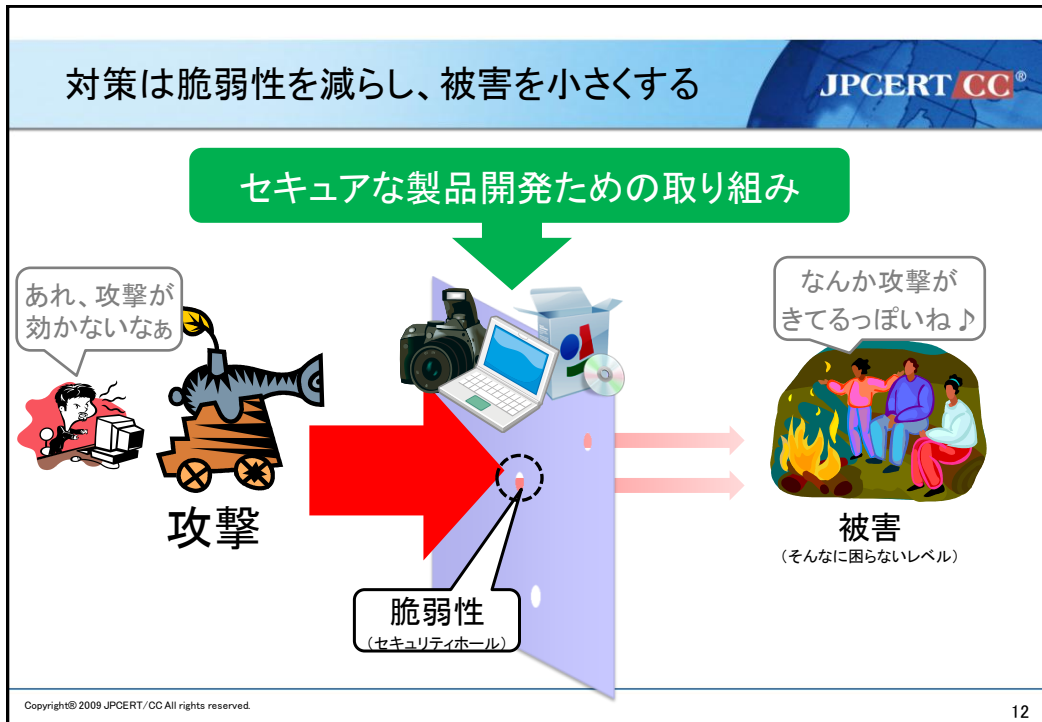 対策は脆弱性を減らし、被害を小さくする
JPCERT CC®
セキュアな製品開発ための取り組み
あれ、攻撃が
効かないなぁ
なんか攻撃が
きてるっぽいね♪
攻撃
被害
（そんなに困らないレベル）
脆弱性
（セキュリティホール）
Copyright® 2009 JPCERT/CC All rights reserved.
12